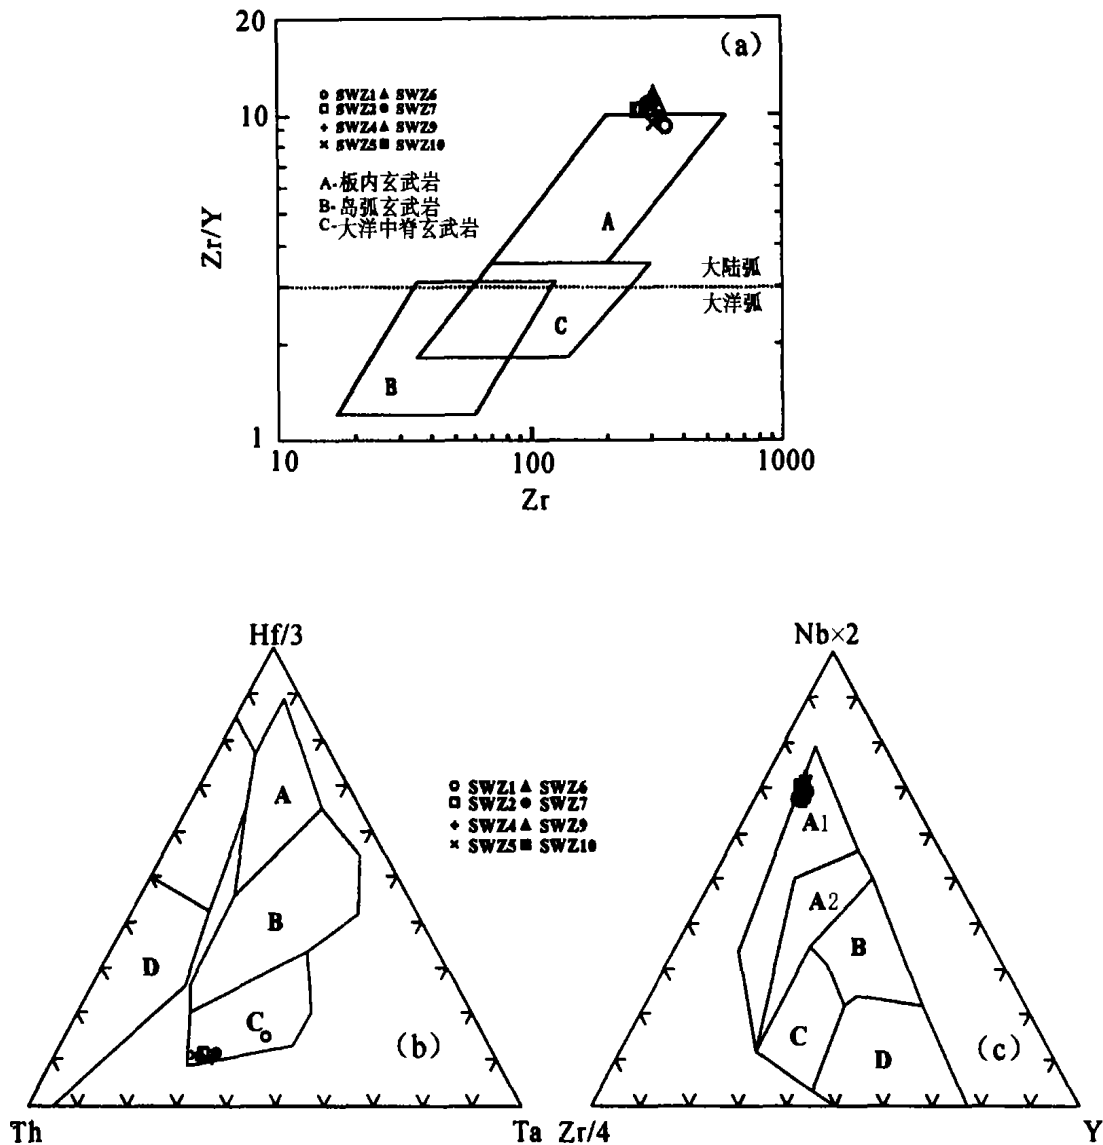 20
(a)
SWZ1 SWZ6
SWZ2 SWZ7
SWZ4 SWZ9
SWZ5 SWZ10
10
A-板内玄武岩
B-岛弧玄武岩
C-大洋中脊玄武岩
Zr/Y
A
大陆弧
大洋弧
C
B
1
10 100 1000
Zr
Hf/3
Nb×2
SWZ1 SWZ6
SWZ2 SWZ7
SWZ4 SWZ9
SWZ5 SWZ10
A
B
C
D
(b)
Th Ta
A1
A2
B
C
D
(c)
Zr/4 Y